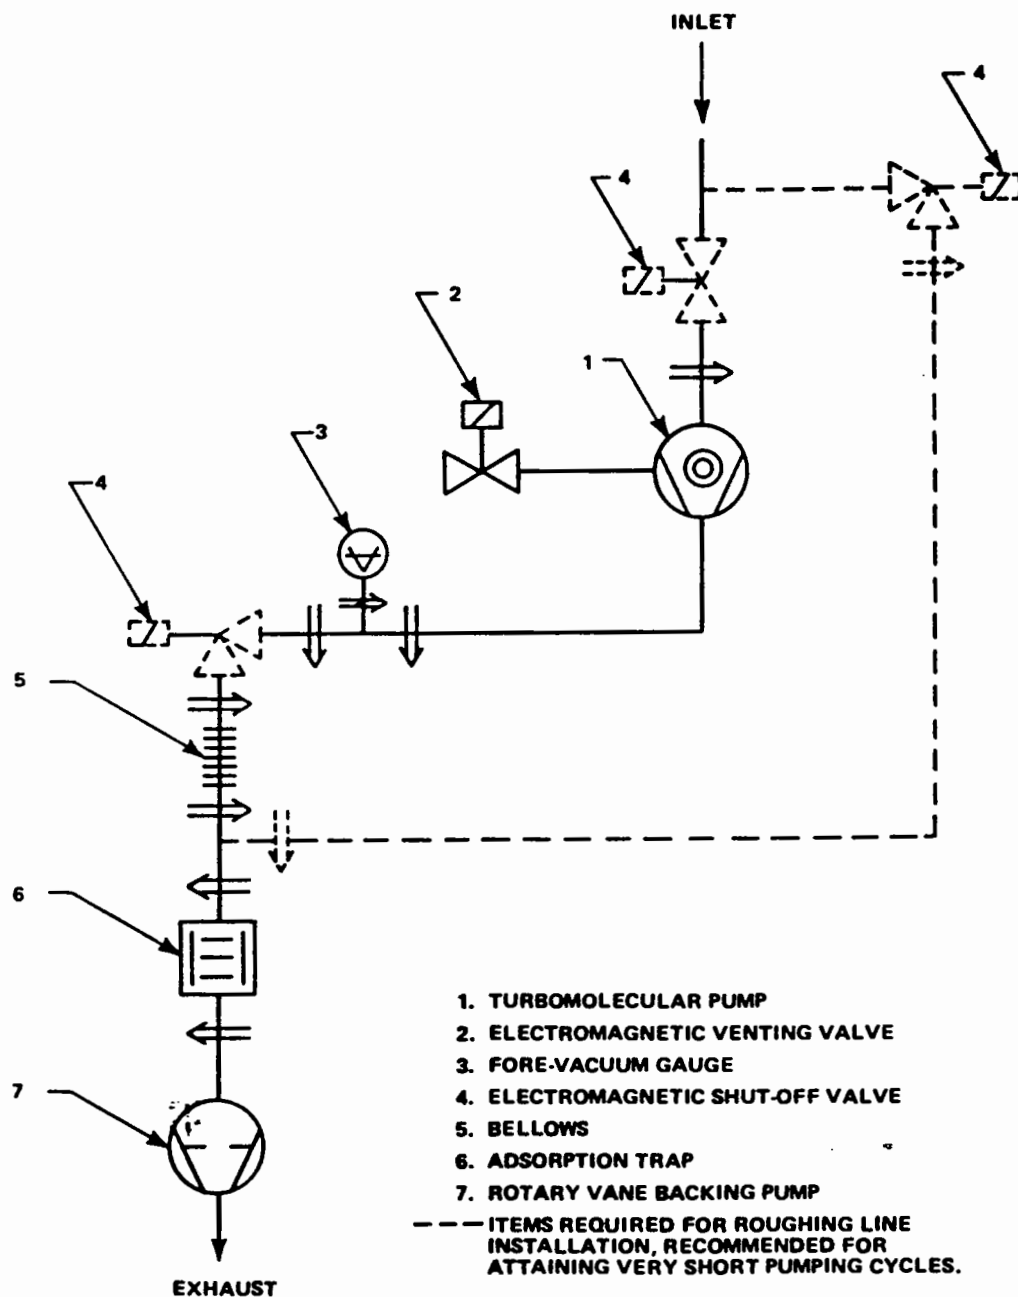 INLET
4
4
2
1
3
4
5
6
7
1. TURBOMOLECULAR PUMP
2. ELECTROMAGNETIC VENTING VALVE
3. FORE-VACUUM GAUGE
4. ELECTROMAGNETIC SHUT-OFF VALVE
5. BELLOWS
6. ADSORPTION TRAP
7. ROTARY VANE BACKING PUMP
--- ITEMS REQUIRED FOR ROUGHING LINE
INSTALLATION, RECOMMENDED FOR
ATTAINING VERY SHORT PUMPING CYCLES.
EXHAUST